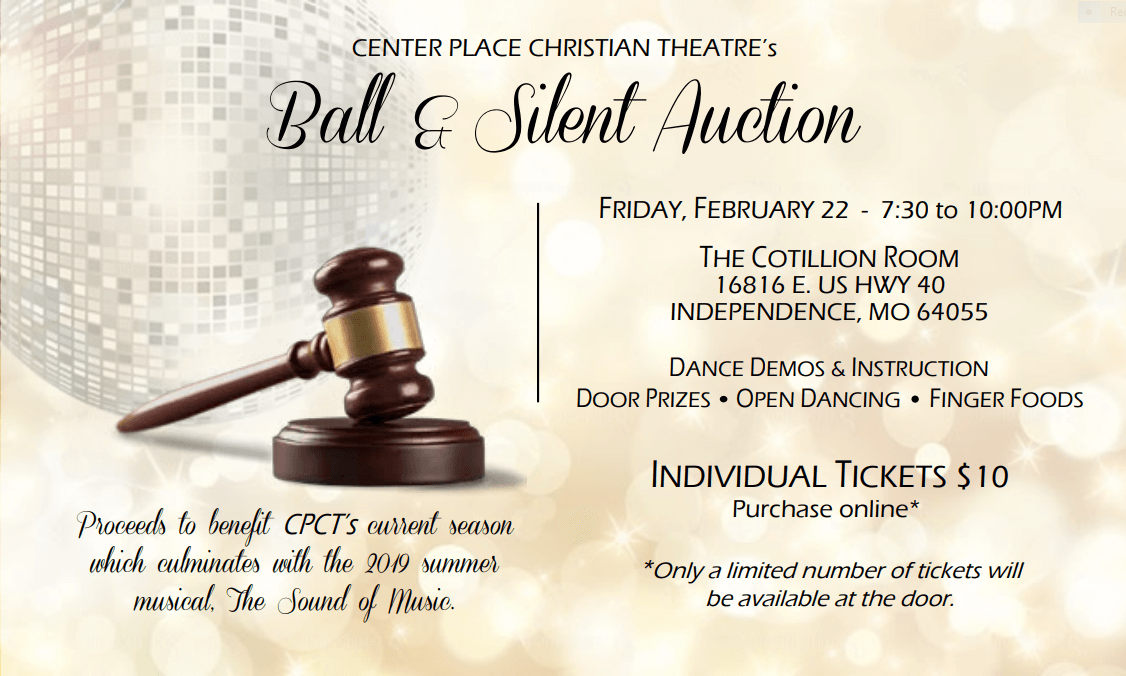 CENTER PLACE CHRISTIAN THEATRE's
Ball & Silent Auction
FRIDAY, FEBRUARY 22 - 7:30 to 10:00PM
THE COTILLION ROOM
16816 E. US HWY 40
INDEPENDENCE, MO 64055
DANCE DEMOS & INSTRUCTION
DOOR PRIZES • OPEN DANCING • FINGER FOODS
INDIVIDUAL TICKETS $10
Purchase online*
*Only a limited number of tickets will
be available at the door.
Proceeds to benefit CPCT's current season
which culminates with the 2019 summer
musical, The Sound of Music.